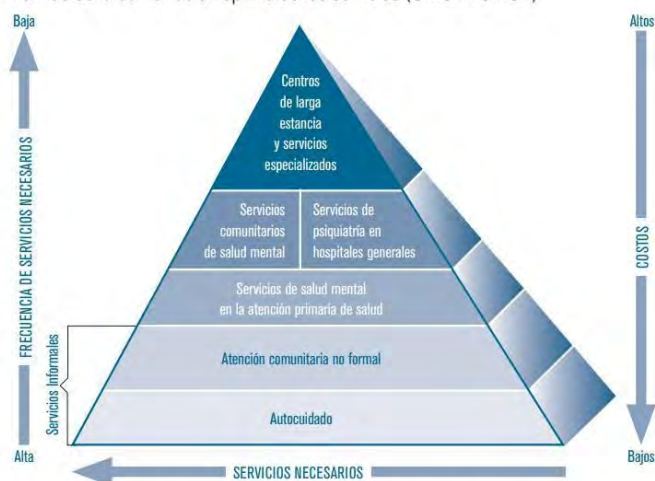 Baja
Altos
Centros
de larga
estancia
y servicios
especializados
Servicios
comunitarios
de salud mental
Servicios de
psiquiatría en
hospitales generales
Servicios de salud mental
en la atención primaria de salud
Atención comunitaria no formal
Autocuidado
FRECUENCIA DE SERVICIOS NECESARIOS
Servicios Informales
COSTOS
Alta
Bajos
SERVICIOS NECESARIOS